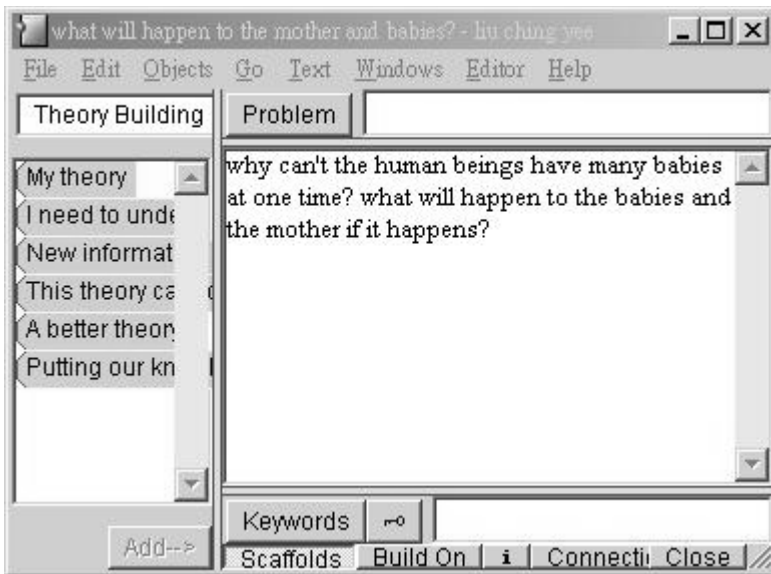 what will happen to the mother and babies? - liu ching yee
File Edit Objects Go Text Windows Editor Help
Theory Building
Problem
My theory
I need to unde
New informat
This theory ca
A better theory
Putting our kn
why can't the human beings have many babies
at one time? what will happen to the babies and
the mother if it happens?
Add-->
Keywords
Scaffolds Build On i Connecti Close